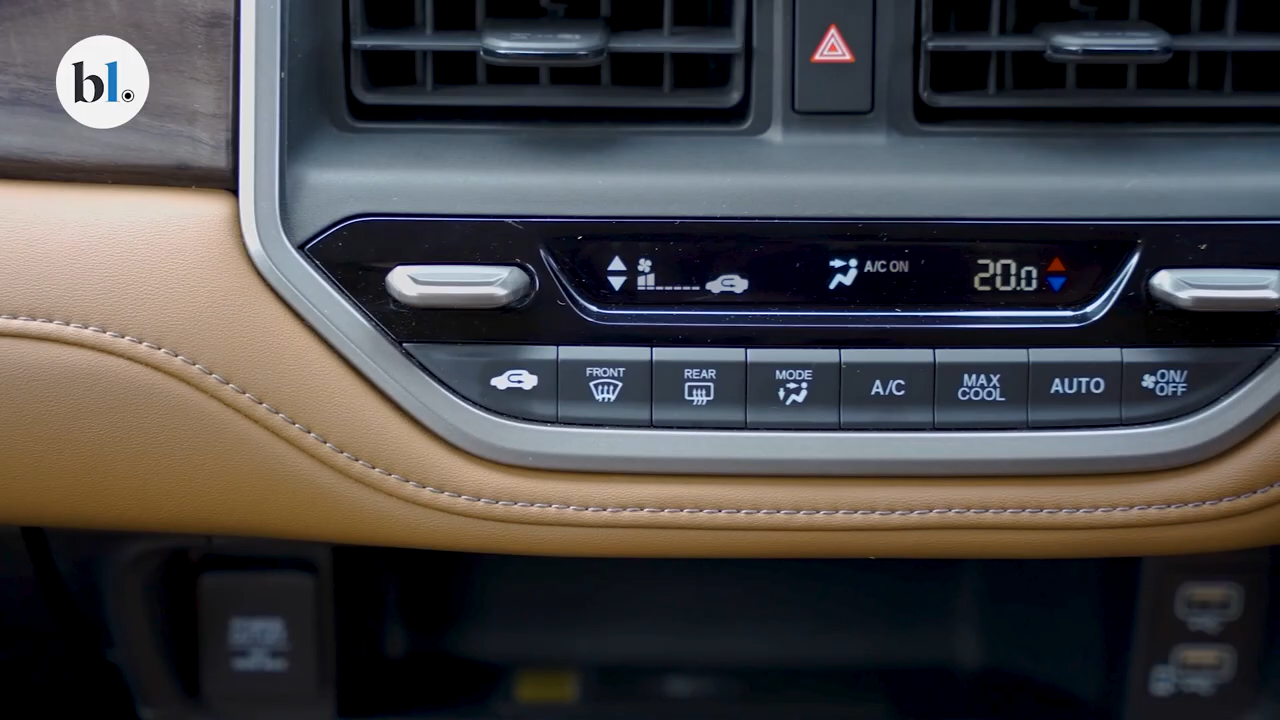 bl.
A/C ON
20.0
FRONT
REAR
MODE
A/C
MAX
COOL
AUTO
ON/
OFF